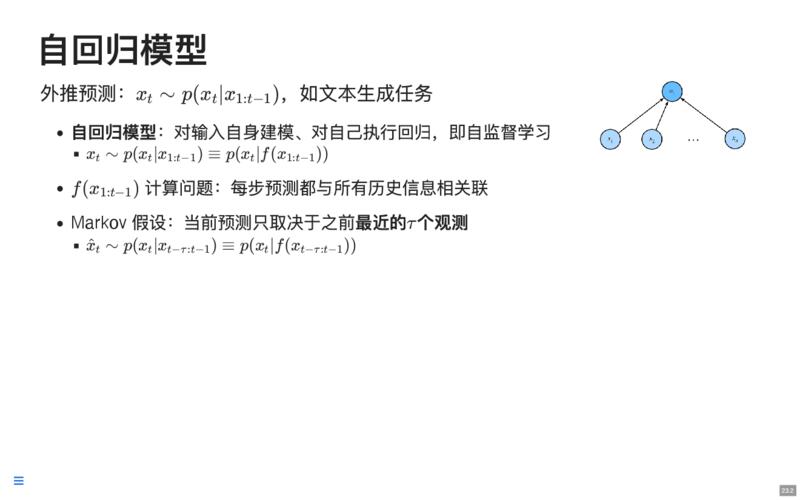 自回归模型
外推预测：$x_t \sim p(x_t|x_{1:t-1})$，如文本生成任务
• 自回归模型：对输入自身建模、对自己执行回归，即自监督学习
▪ $x_t \sim p(x_t|x_{1:t-1}) \equiv p(x_t|f(x_{1:t-1}))$
• $f(x_{1:t-1})$ 计算问题：每步预测都与所有历史信息相关联
• Markov 假设：当前预测只取决于之前最近的$\tau$个观测
▪ $\hat{x}_t \sim p(x_t|x_{t-\tau:t-1}) \equiv p(x_t|f(x_{t-\tau:t-1}))$
$x_1$ $x_2$ ...
23.2